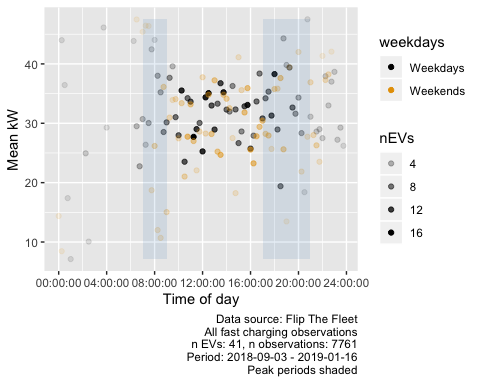 Mean kW
40
30
20
10
00:00:00
04:00:00
08:00:00
12:00:00
16:00:00
20:00:00
24:00:00
Time of day
weekdays
Weekdays
Weekends
nEVs
4
8
12
16
Data source: Flip The Fleet
All fast charging observations
n EVs: 41, n observations: 7761
Period: 2018-09-03 - 2019-01-16
Peak periods shaded